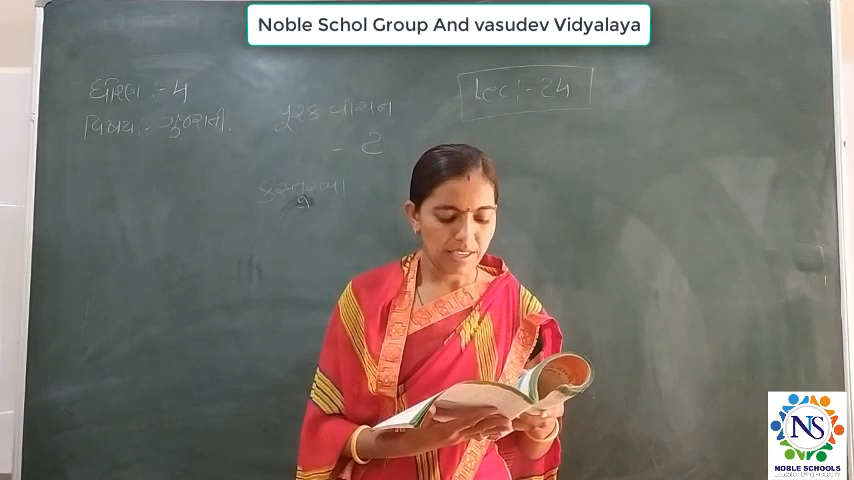 Noble Schol Group And vasudev Vidyalaya
ધોરણ :- 4
વિષય :- ગુજરાતી.
પૂરક વાચન
- 2
કસ્તુરબા
Lec :- 24
NS
NOBLE SCHOOLS